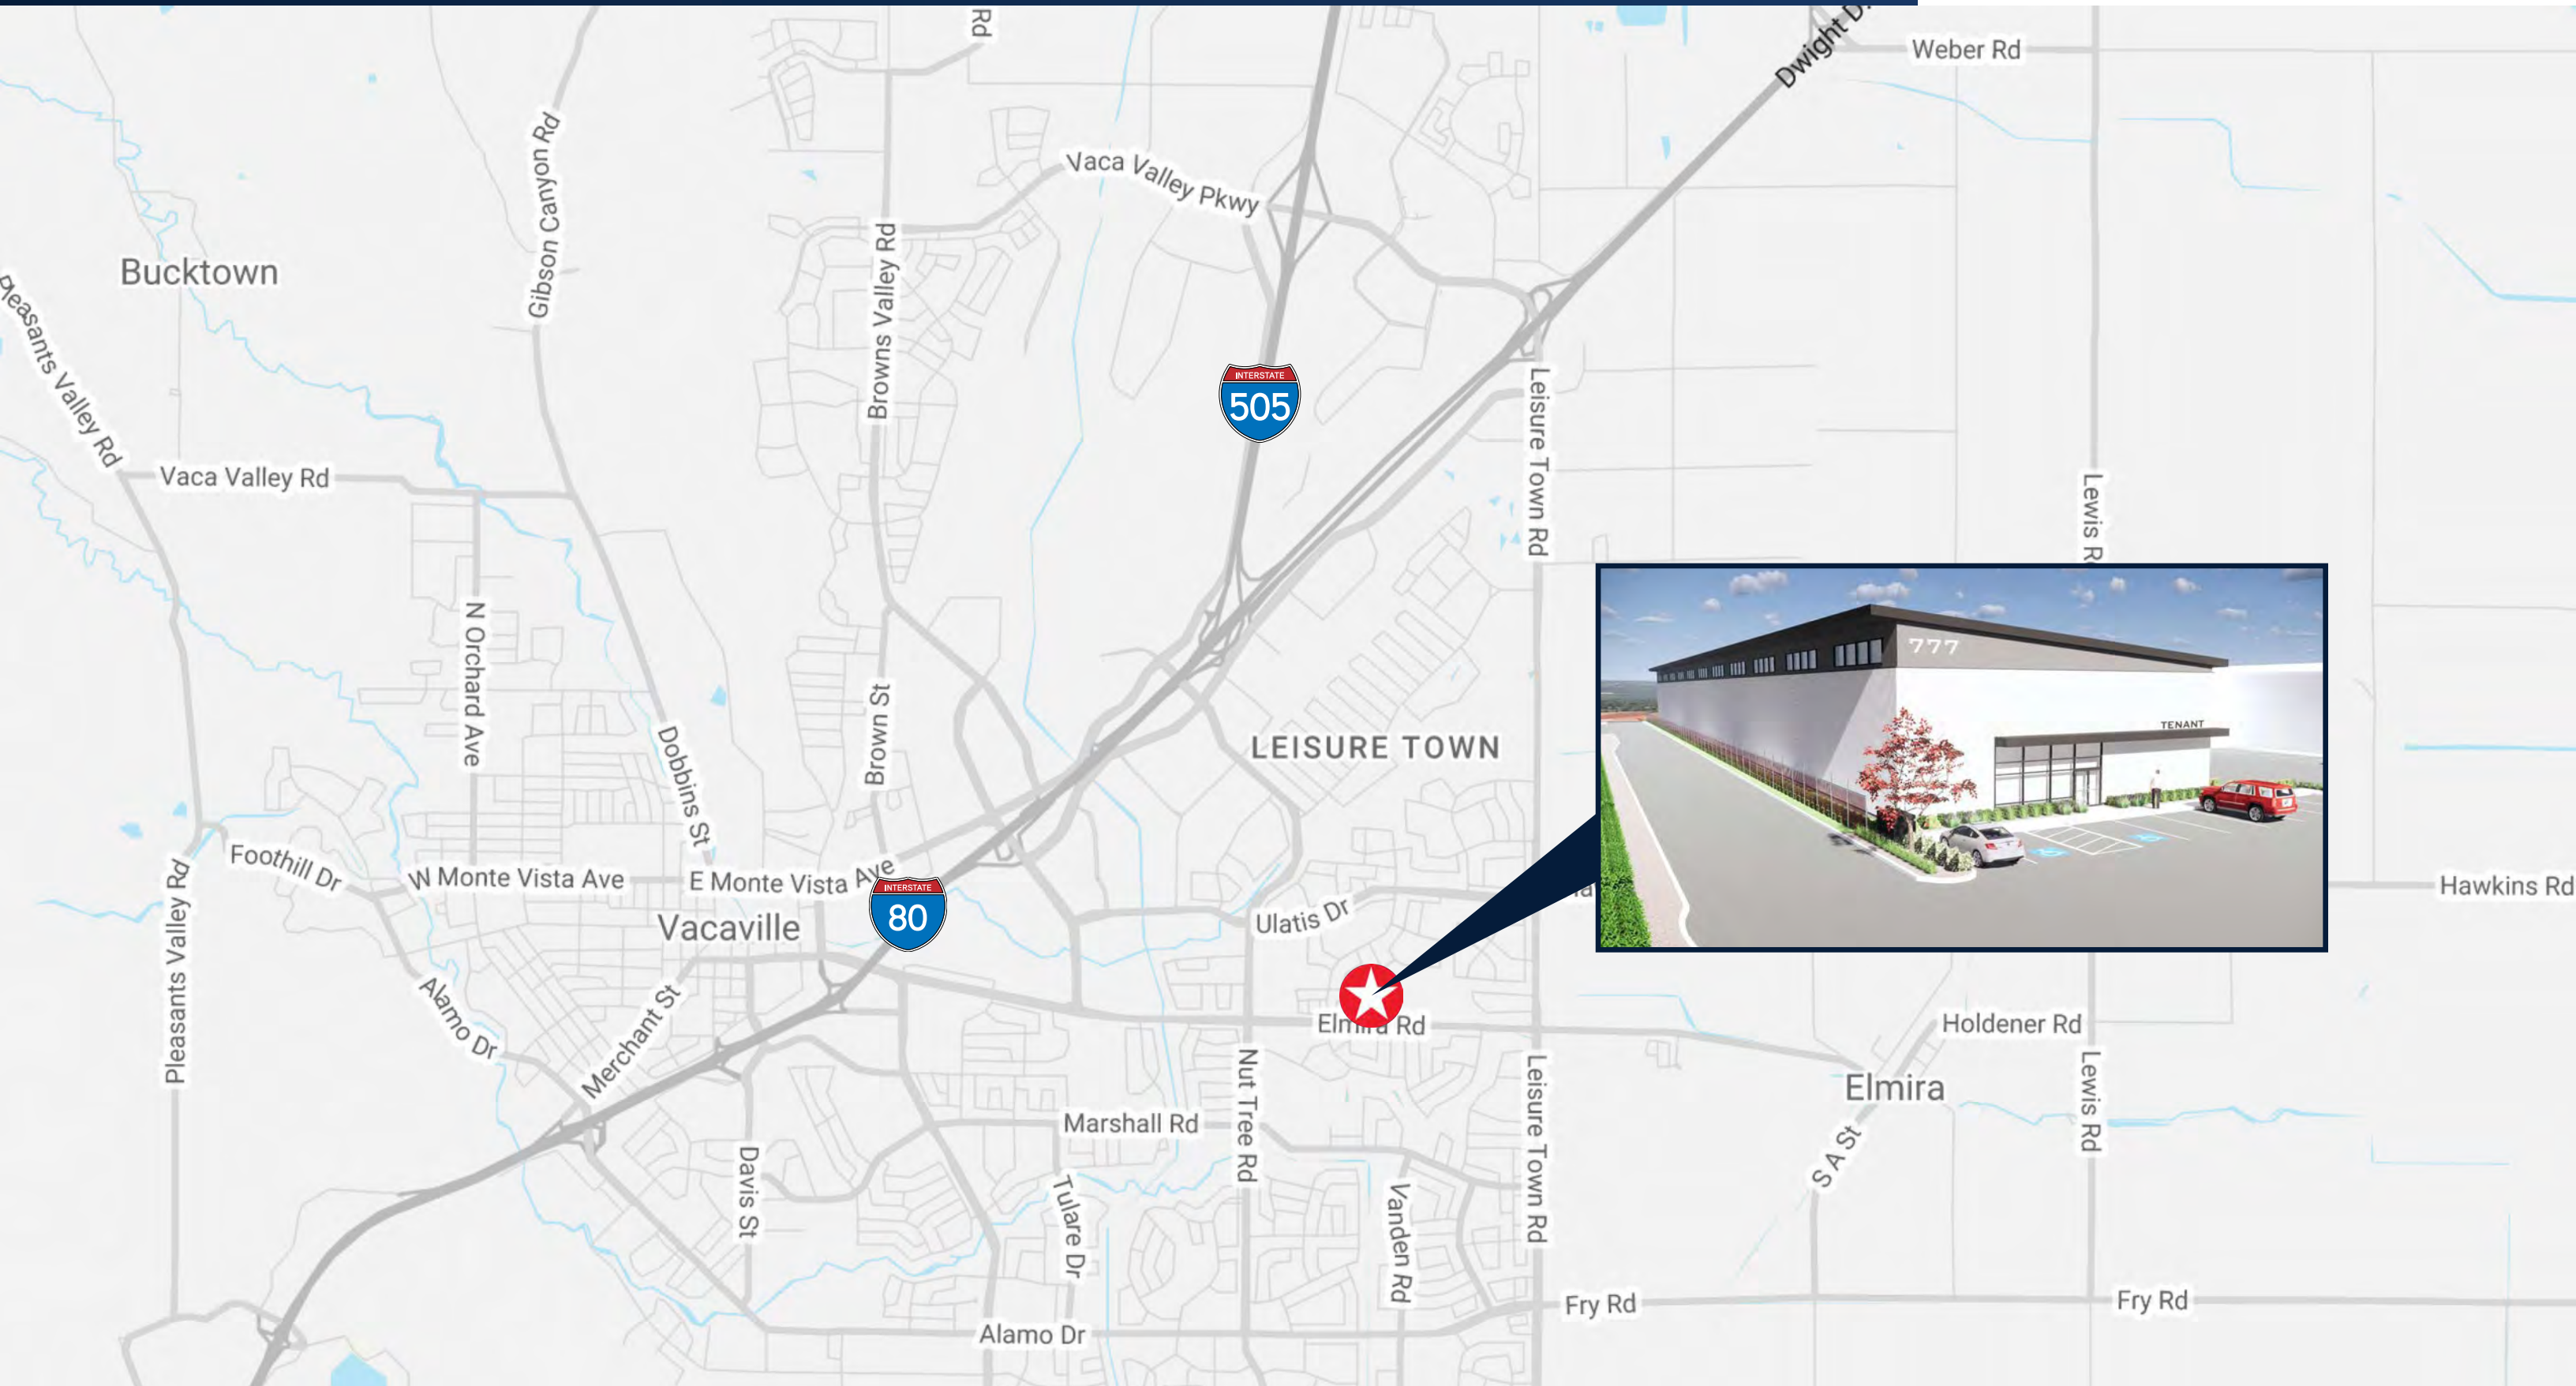 Rd
Dwight D.
Weber Rd
Vaca Valley Pkwy
Gibson Canyon Rd
Browns Valley Rd
Bucktown
Pleasants Valley Rd
INTERSTATE
505
Leisure Town Rd
Vaca Valley Rd
Lewis R
N Orchard Ave
777
TENANT
Brown St
Dobbins St
LEISURE TOWN
Foothill Dr
W Monte Vista Ave
E Monte Vista Ave
INTERSTATE
80
Hawkins Rd
Vacaville
Ulatis Dr
Pleasants Valley Rd
Alamo Dr
Merchant St
Elmira Rd
Holdener Rd
Elmira
Nut Tree Rd
Leisure Town Rd
Lewis Rd
Marshall Rd
Davis St
Tulare Dr
Vanden Rd
S A St
Fry Rd
Fry Rd
Alamo Dr